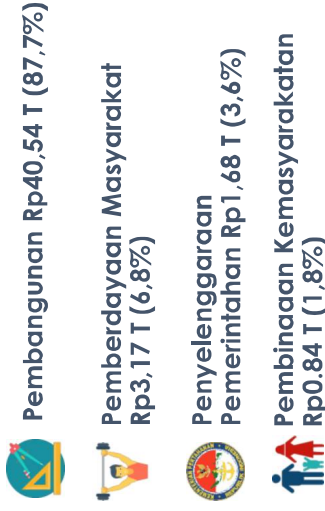 Pembangunan Rp40,54 T (87,7%)
Pemberdayaan Masyarakat
Rp3,17 T (6,8%)
Penyelenggaraan
Pemerintahan Rp1,68 T (3,6%)
Pembinaan Kemasyarakatan
Rp0.84 T (1,8%)